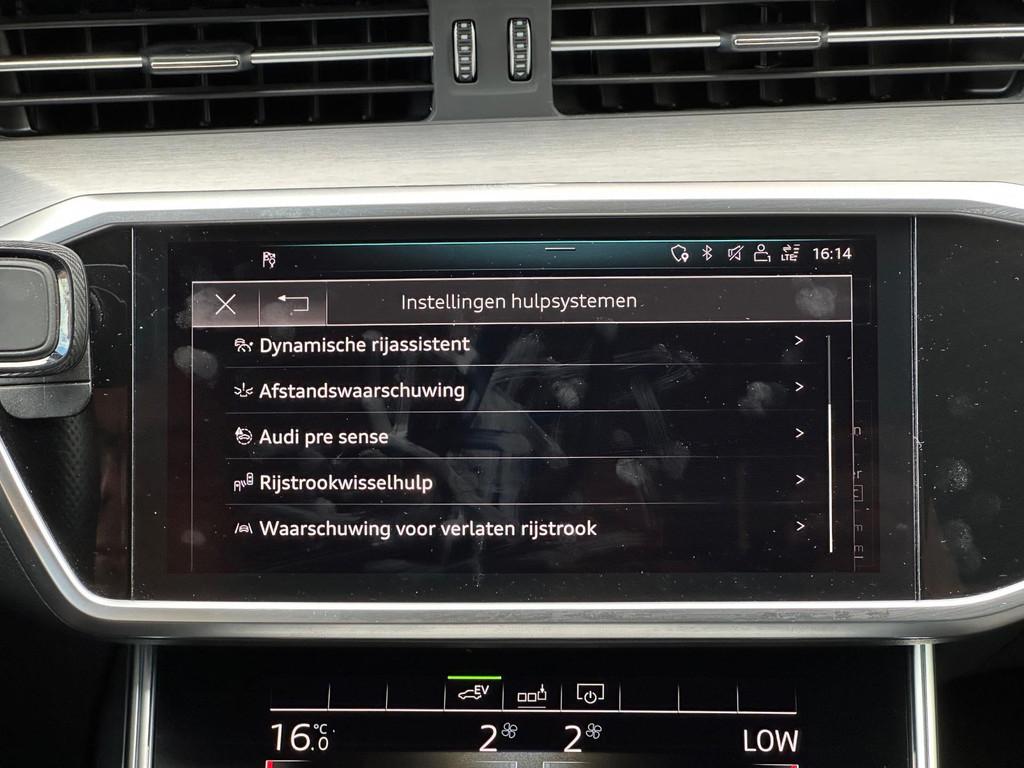 LTE 16:14
Instellingen hulpsystemen
Dynamische rijassistent
Afstandswaarschuwing
Audi pre sense
Rijstrookwisselhulp
Waarschuwing voor verlaten rijstrook
EV
16.0 °C 2 2 LOW